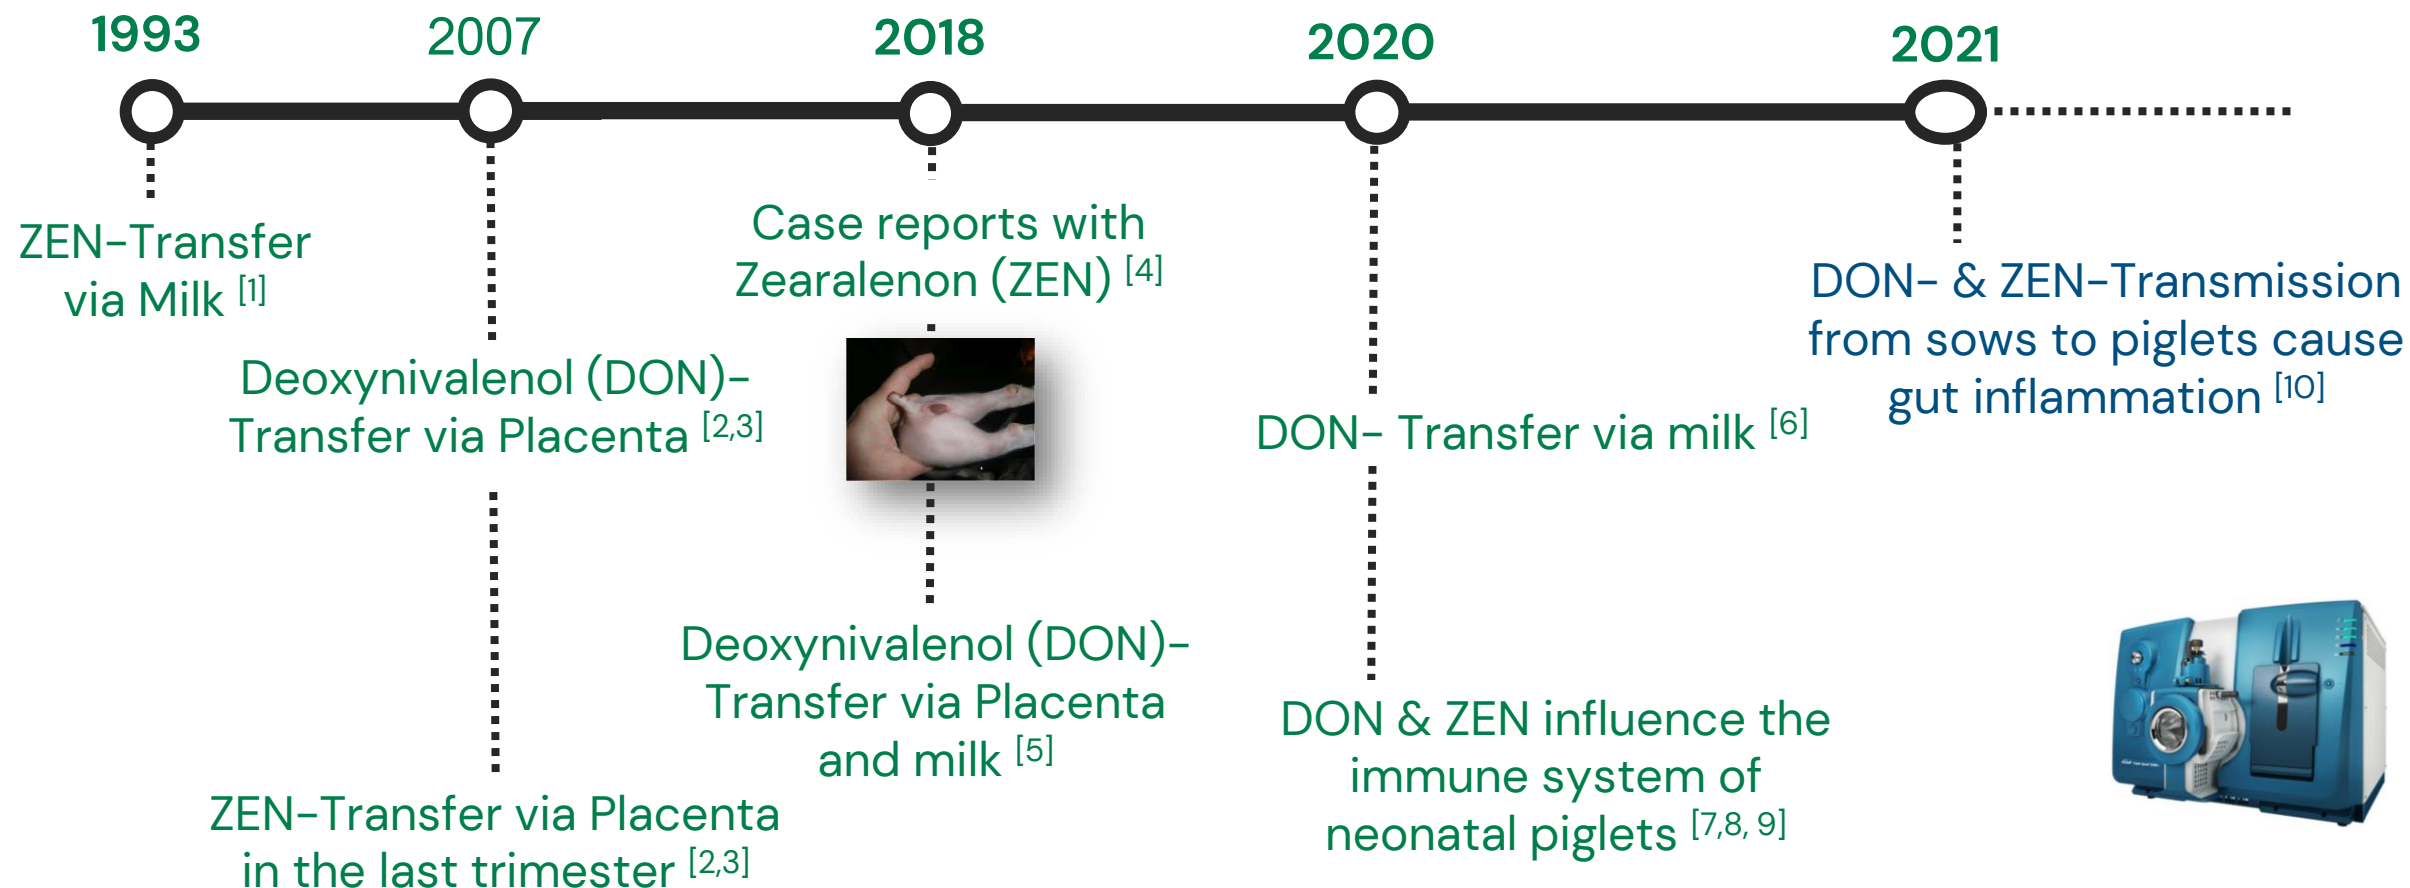 1993
2007
2018
2020
2021
ZEN-Transfer
via Milk [1]
Deoxynivalenol (DON)-
Transfer via Placenta [2,3]
ZEN-Transfer via Placenta
in the last trimester [2,3]
Case reports with
Zearalenon (ZEN) [4]
Deoxynivalenol (DON)-
Transfer via Placenta
and milk [5]
DON- Transfer via milk [6]
DON & ZEN influence the
immune system of
neonatal piglets [7,8, 9]
DON- & ZEN-Transmission
from sows to piglets cause
gut inflammation [10]